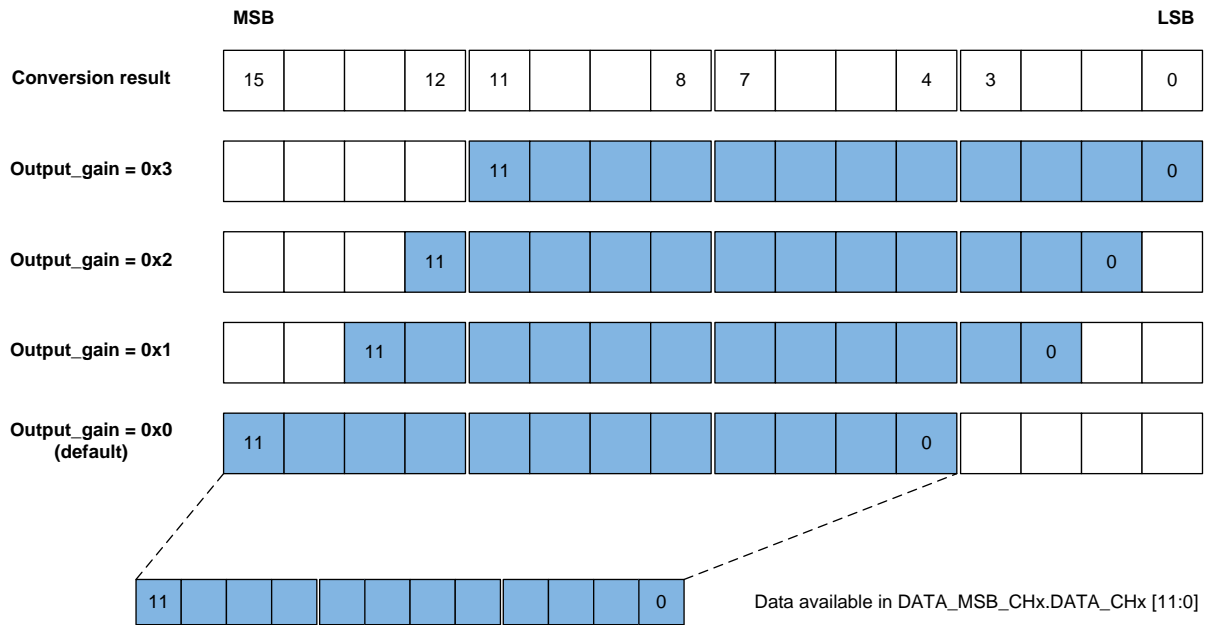 MSB LSB
Conversion result 15 12 11 8 7 4 3 0
Output_gain = 0x3 11 0
Output_gain = 0x2 11 0
Output_gain = 0x1 11 0
Output_gain = 0x0
(default) 11 0
11 0 Data available in DATA_MSB_CHx.DATA_CHx [11:0]